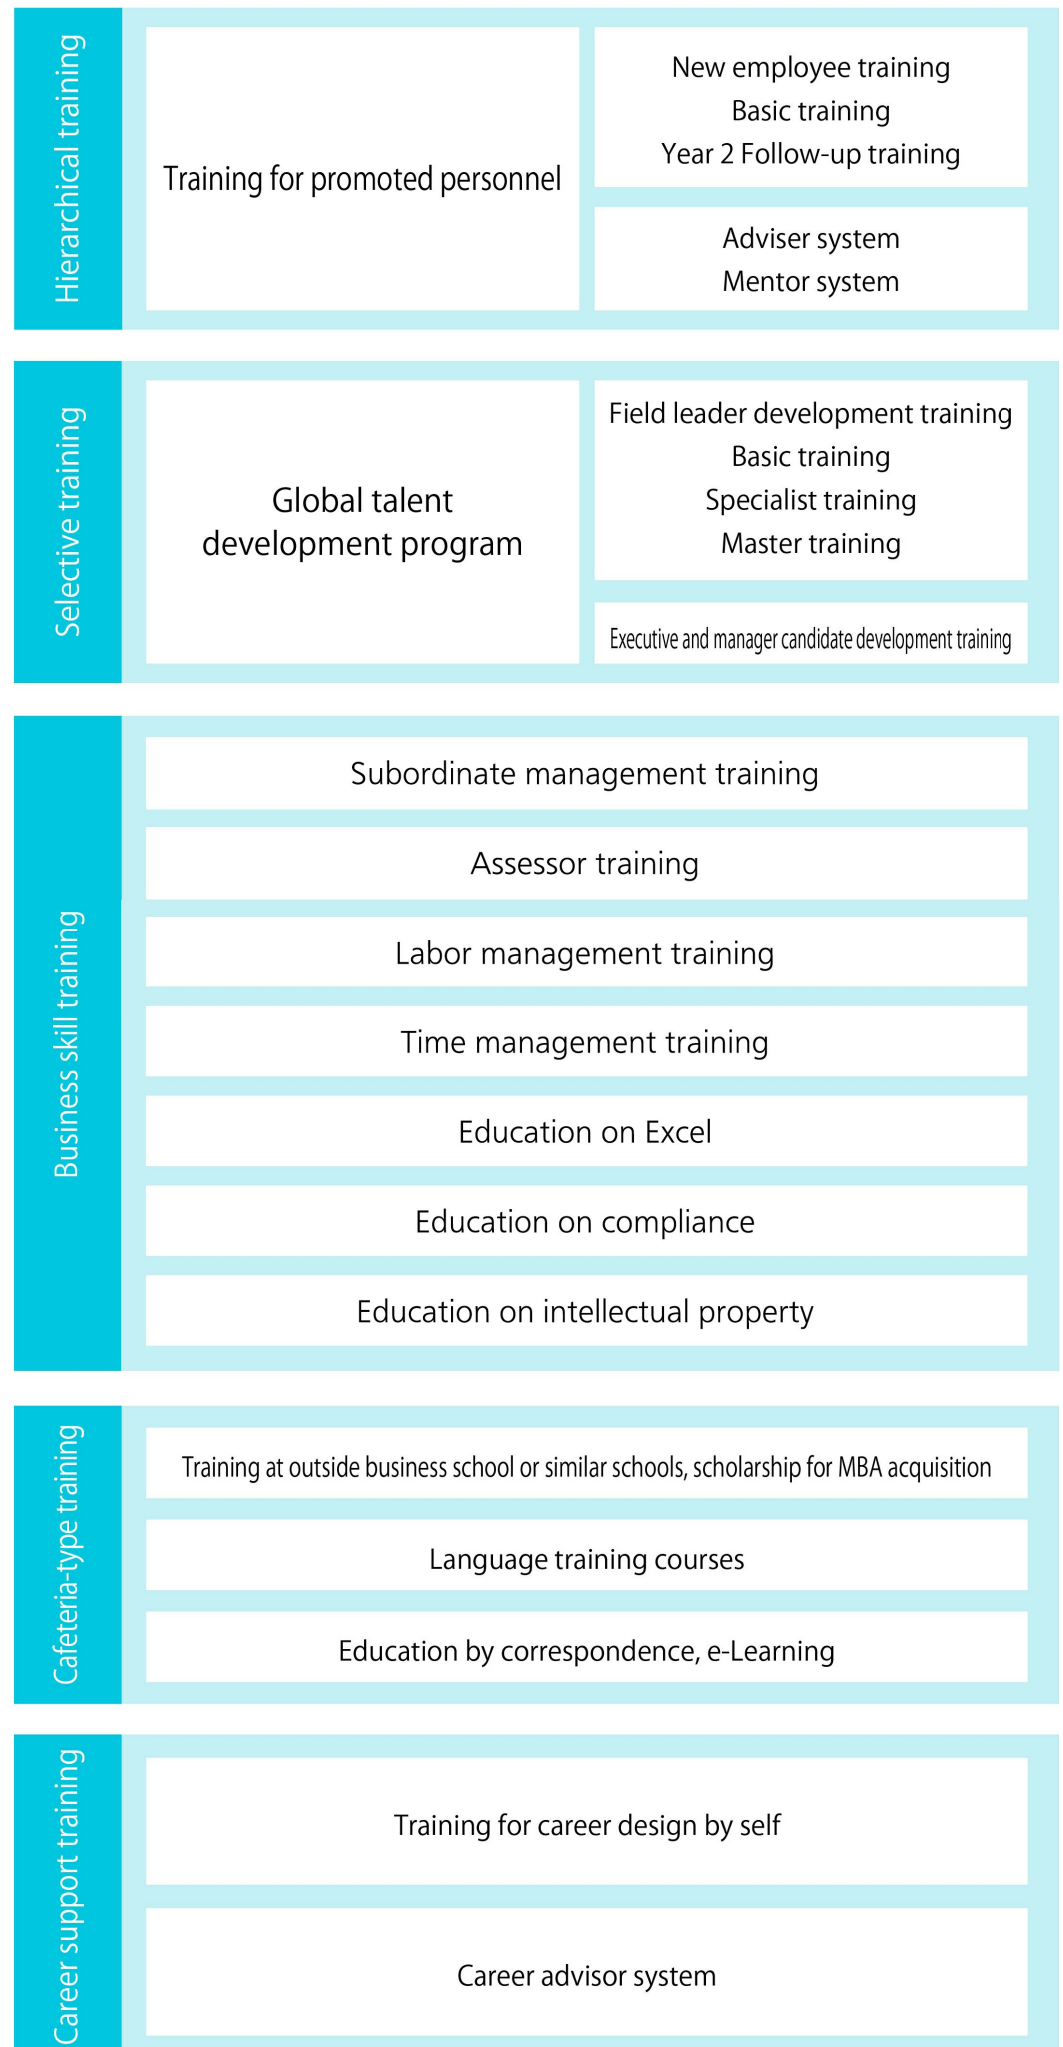 Hierarchical training
Training for promoted personnel
New employee training
Basic training
Year 2 Follow-up training
Adviser system
Mentor system
Selective training
Global talent
development program
Field leader development training
Basic training
Specialist training
Master training
Executive and manager candidate development training
Business skill training
Subordinate management training
Assessor training
Labor management training
Time management training
Education on Excel
Education on compliance
Education on intellectual property
Cafeteria-type training
Training at outside business school or similar schools, scholarship for MBA acquisition
Language training courses
Education by correspondence, e-Learning
Career support training
Training for career design by self
Career advisor system